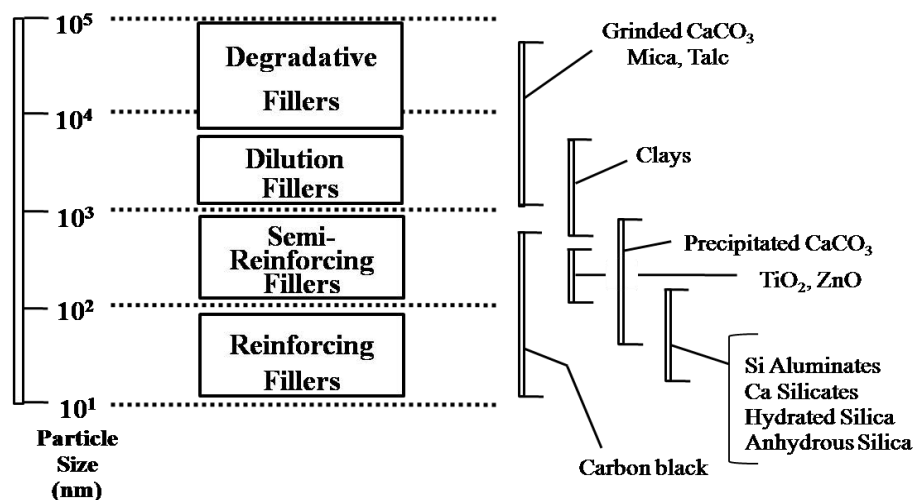 10⁵
10⁴
10³
10²
10¹
Particle
Size
(nm)
Degradative
Fillers
Dilution
Fillers
Semi-
Reinforcing
Fillers
Reinforcing
Fillers
Grinded CaCO₃
Mica, Talc
Clays
Precipitated CaCO₃
TiO₂, ZnO
Si Aluminates
Ca Silicates
Hydrated Silica
Anhydrous Silica
Carbon black